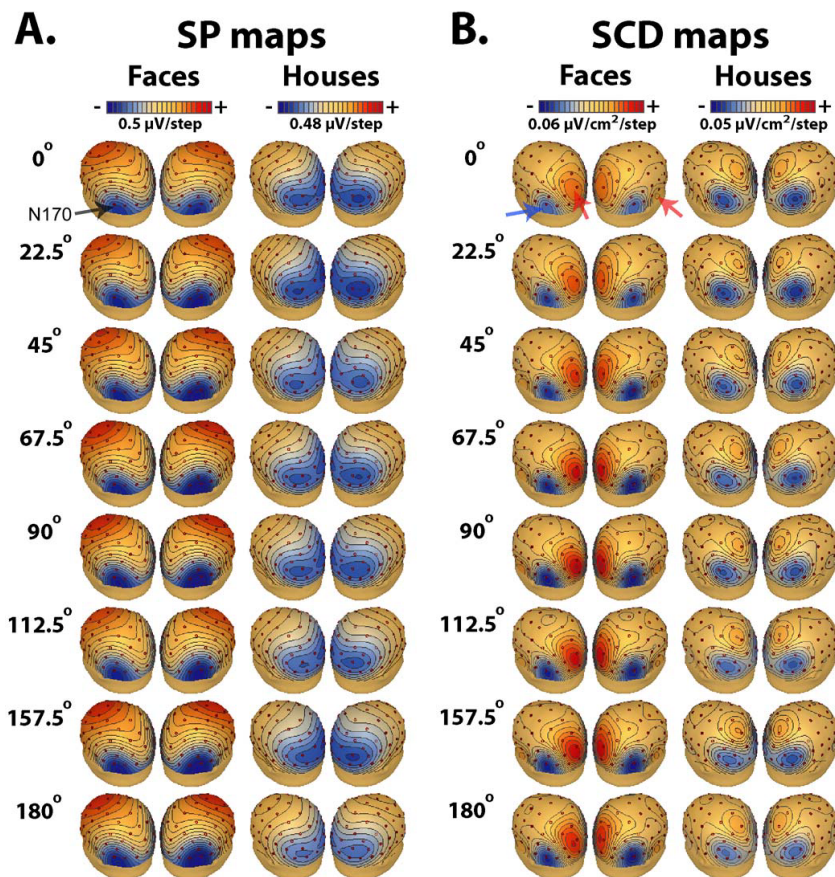 A. SP maps
Faces Houses
- +
0.5 µV/step
- +
0.48 µV/step
0°
N170
22.5°
45°
67.5°
90°
112.5°
157.5°
180°
B. SCD maps
Faces Houses
- +
0.06 µV/cm²/step
- +
0.05 µV/cm²/step
0°
22.5°
45°
67.5°
90°
112.5°
157.5°
180°